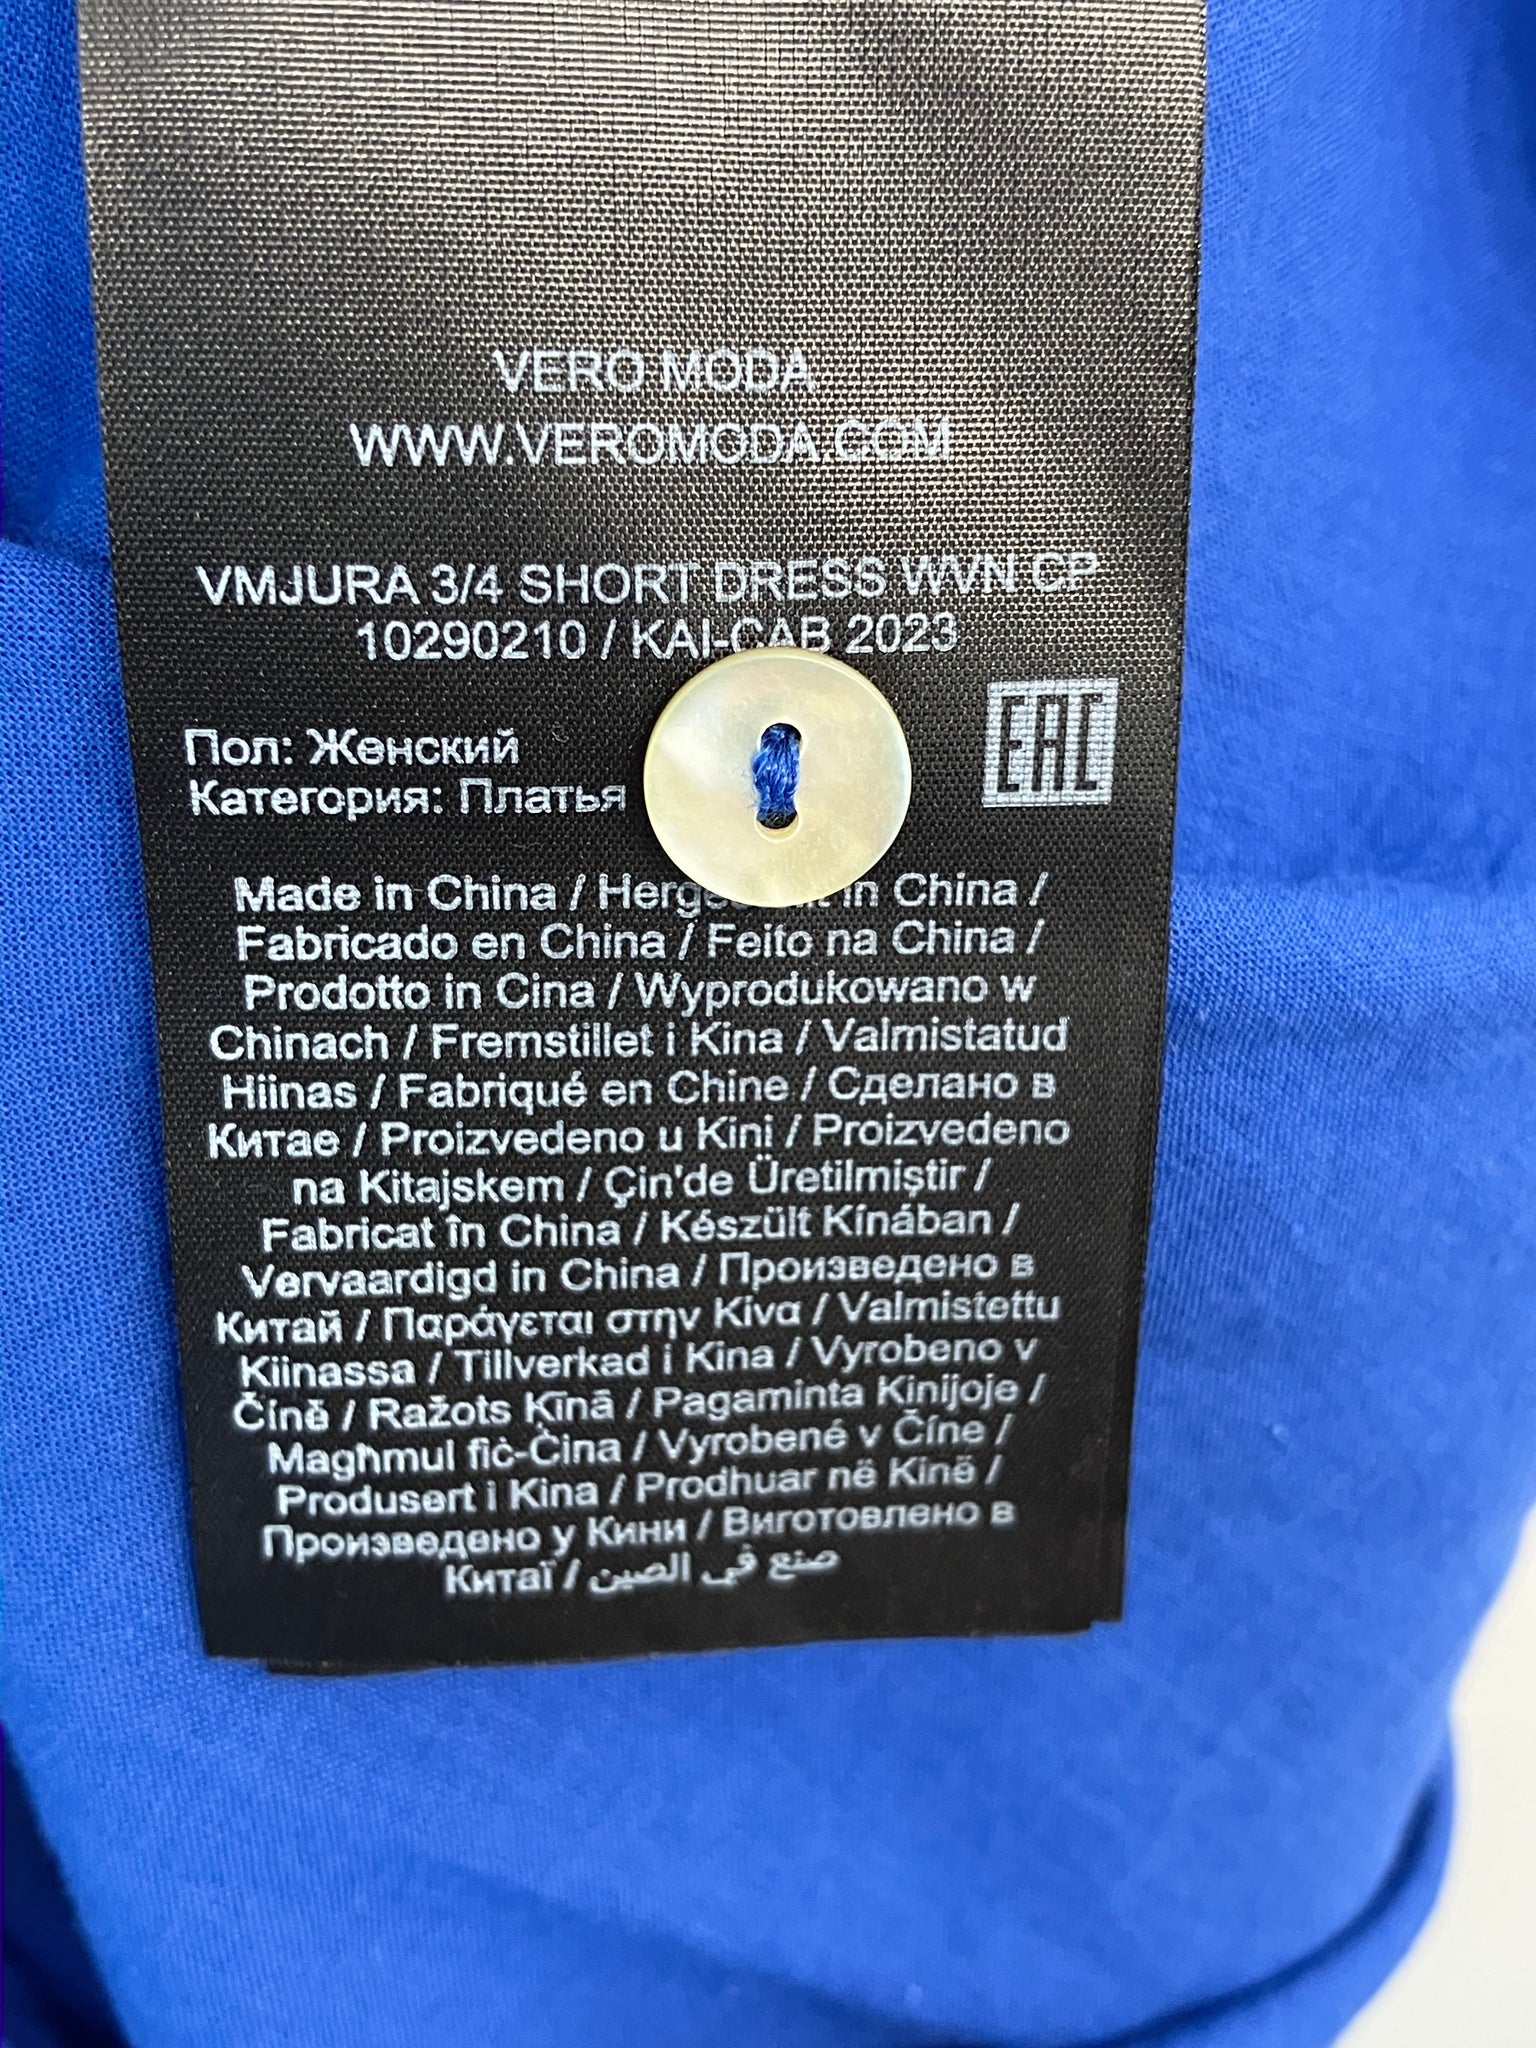 VERO MODA
WWW.VEROMODA.COM
VMJURA 3/4 SHORT DRESS WVN CP
10290210 / KAI-CAB 2023
Пол: Женский
Категория: Платья
EAC
Made in China / in China /
Fabricado en China / Feito na China /
Prodotto in Cina / Wyprodukowano w
Chinach / Fremstillet i Kina / Valmistatud
Hiinas / Fabriqué en Chine / Сделано в
Китае / Proizvedeno u Kini / Proizvedeno
na Kitajskem / Çin'de Üretilmiştir /
Fabricat în China / Készült Kínában /
Vervaardigd in China / Произведено в
Китай / Παράγεται στην Κίνα / Valmistettu
Kiinassa / Tillverkad i Kina / Vyrobeno v
Číně / Ražots Ķīnā / Pagaminta Kinijoje /
Magħmul fiċ-Ċina / Vyrobené v Číne /
Produsert i Kina / Prodhuar në Kinë /
Произведено у Кини / Виготовлено в
Китаї / صنع في الصين